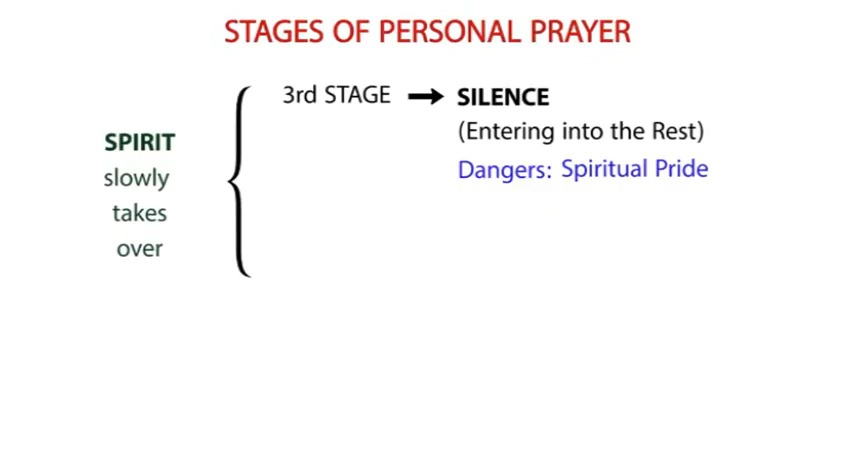 STAGES OF PERSONAL PRAYER
3rd STAGE → SILENCE
(Entering into the Rest)
Dangers: Spiritual Pride
SPIRIT
slowly
takes
over